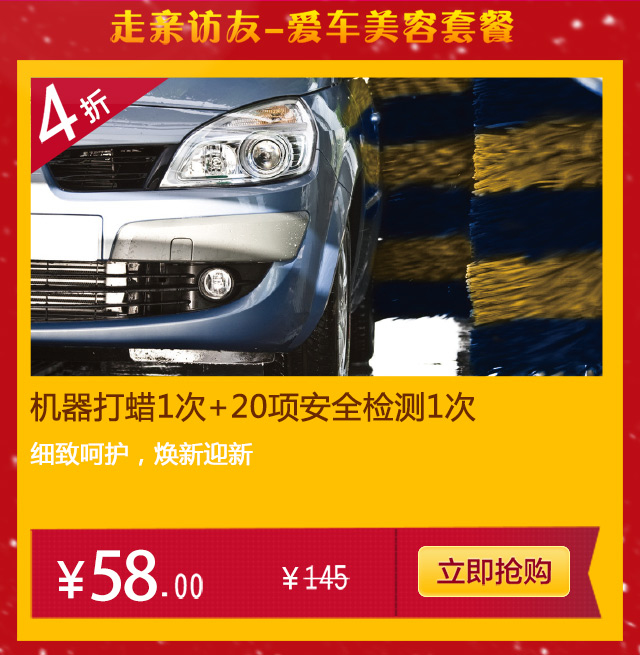 走亲访友-爱车美容套餐
4折
机器打蜡1次+20项安全检测1次
细致呵护，焕新迎新
¥58.00
¥145
立即抢购